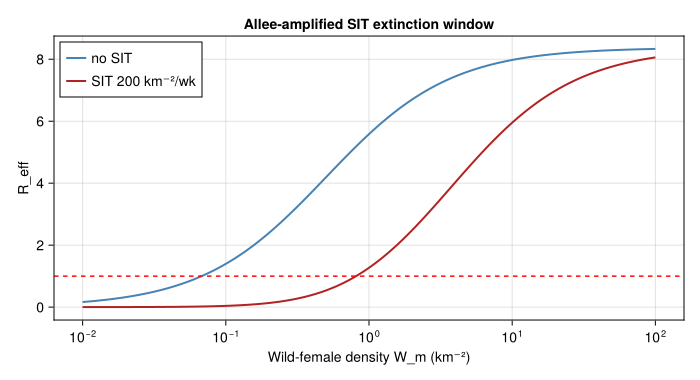 Allee-amplified SIT extinction window
no SIT
SIT 200 km⁻²/wk
R_eff
8
6
4
2
0
10⁻²
10⁻¹
10⁰
10¹
10²
Wild-female density W_m (km⁻²)